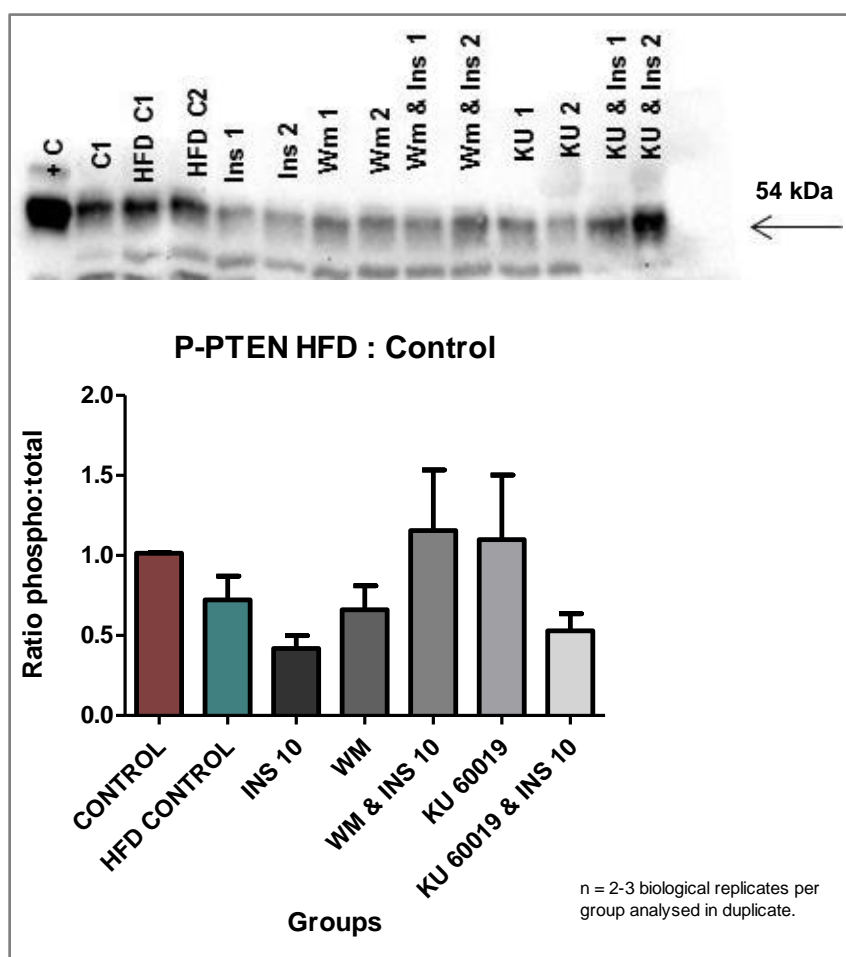 + C
C1
HFD C1
HFD C2
Ins 1
Ins 2
Wm 1
Wm 2
Wm & Ins 1
Wm & Ins 2
KU 1
KU 2
KU & Ins 1
KU & Ins 2
54 kDa
P-PTEN HFD : Control
Ratio phospho:total
2.0
1.5
1.0
0.5
0.0
CONTROL
HFD CONTROL
INS 10
WM
WM & INS 10
KU 60019
KU 60019 & INS 10
Groups
n = 2-3 biological replicates per
group analysed in duplicate.